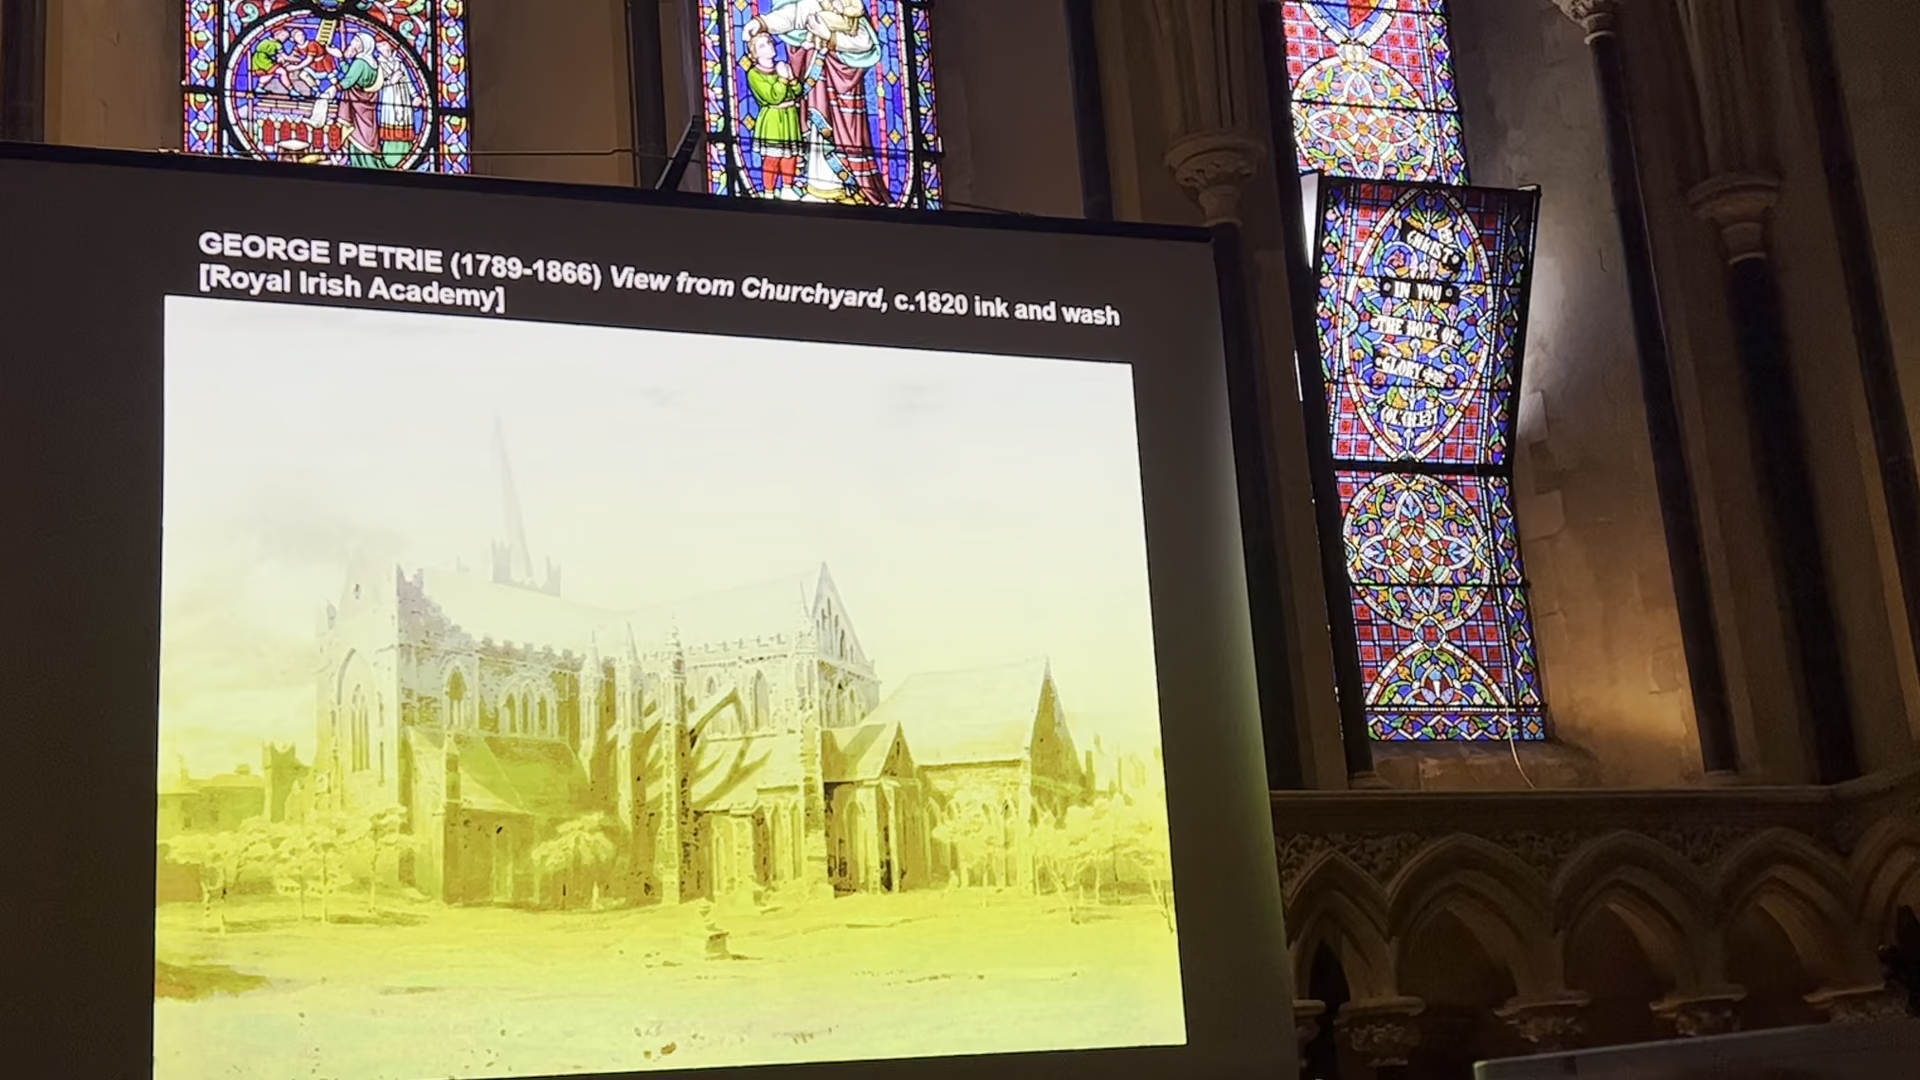 GEORGE PETRIE (1789-1866) View from Churchyard, c.1820 ink and wash
[Royal Irish Academy]
CHRIST
IN YOU
THE HOPE OF
GLORY